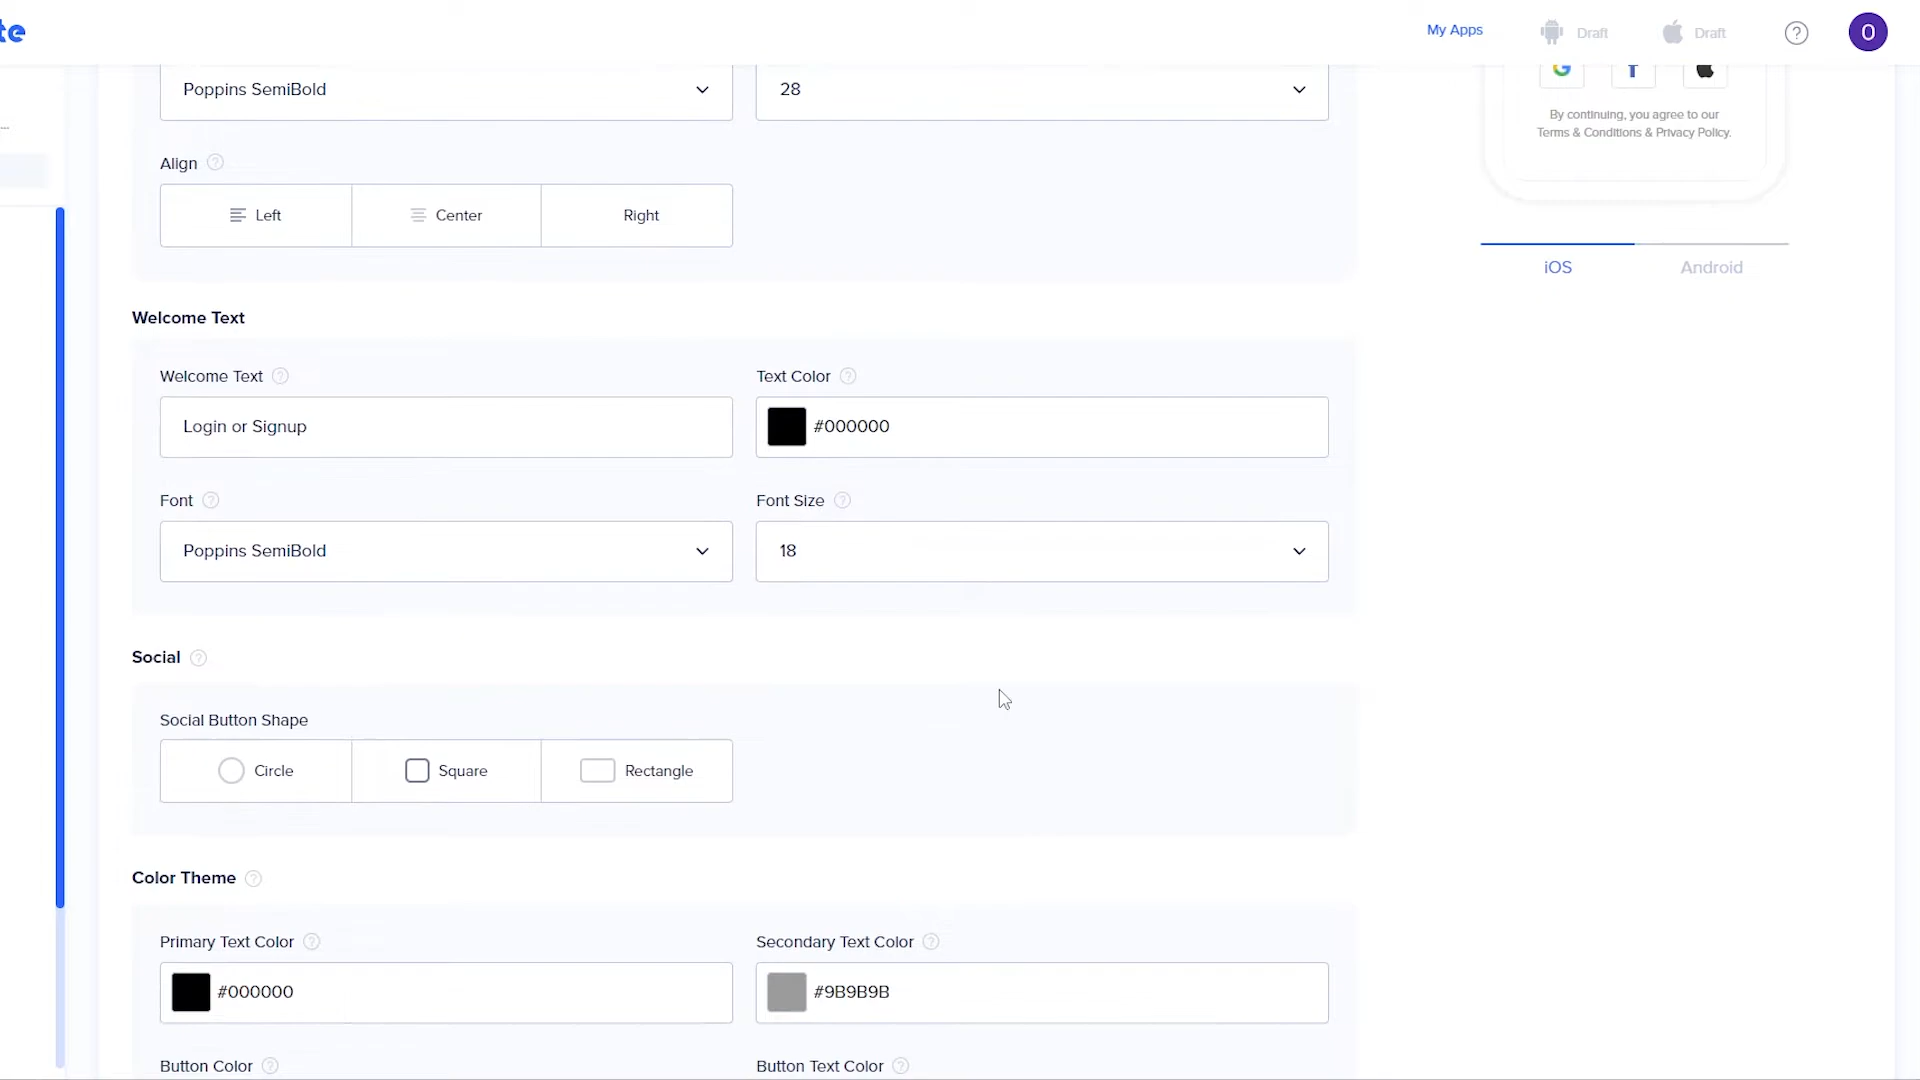 te
My Apps
Draft
Draft
?
O
Poppins SemiBold
28
G
f
By continuing, you agree to our
Terms & Conditions & Privacy Policy.
...
Align ?
Left
Center
Right
iOS
Android
Welcome Text
Welcome Text ?
Text Color ?
Login or Signup
#000000
Font ?
Font Size ?
Poppins SemiBold
18
Social ?
Social Button Shape
Circle
Square
Rectangle
Color Theme ?
Primary Text Color ?
Secondary Text Color ?
#000000
#9B9B9B
Button Color ?
Button Text Color ?